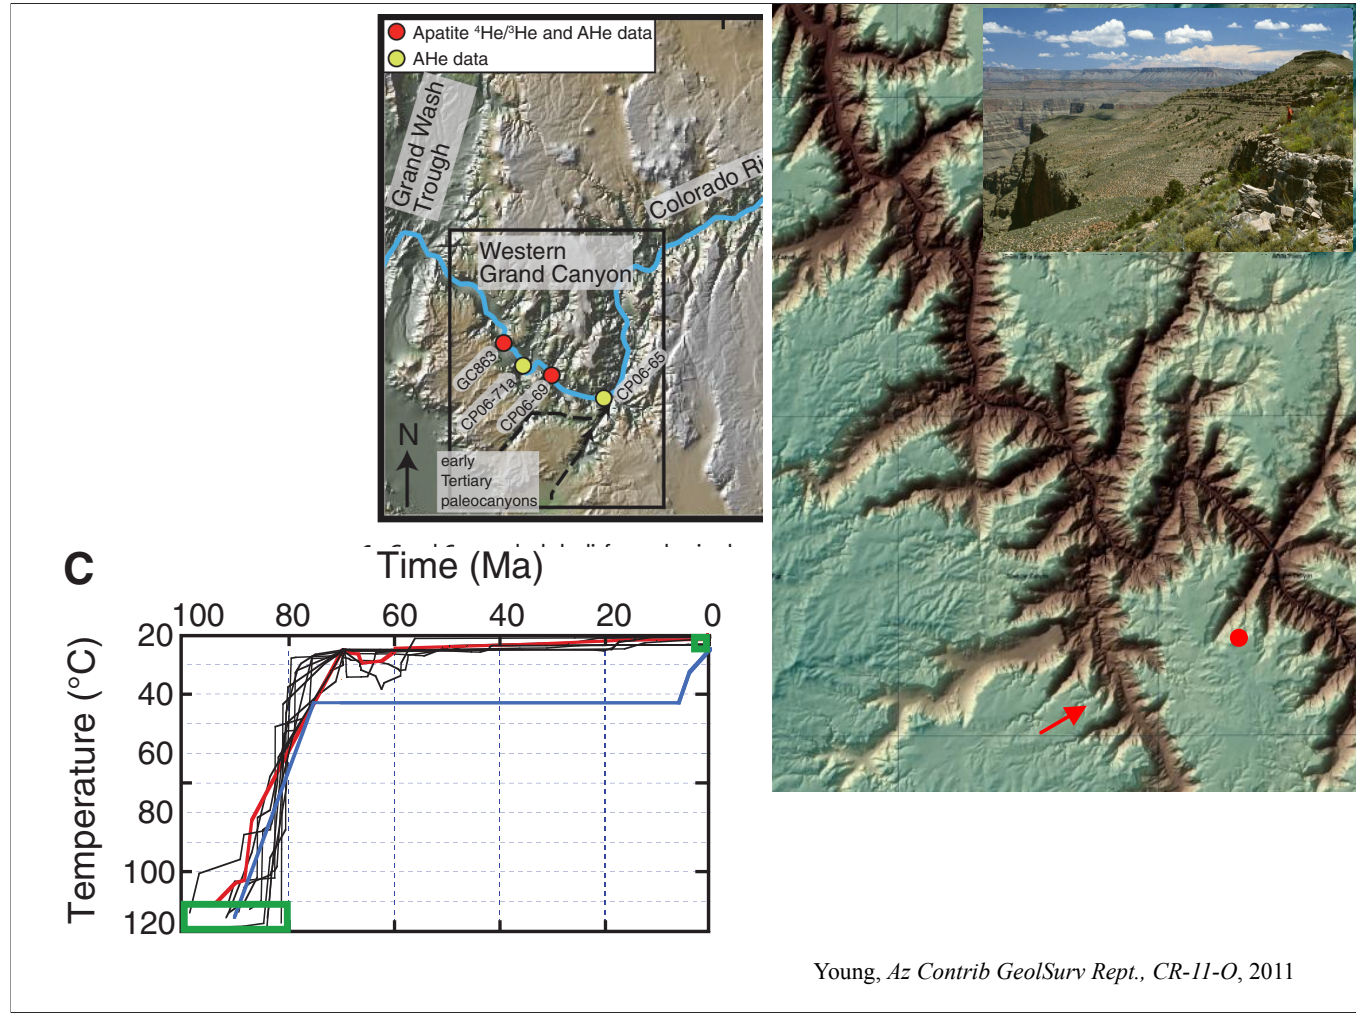 Apatite ⁴He/³He and AHe data
AHe data
Grand Wash
Trough
Colorado Ri
Western
Grand Canyon
GC863
CP06-71a
CP06-69
CP06-65
N
early
Tertiary
paleocanyons
C
Time (Ma)
100 80 60 40 20 0
Temperature (°C)
20
40
60
80
100
120
Young, Az Contrib GeolSurv Rept., CR-11-O, 2011